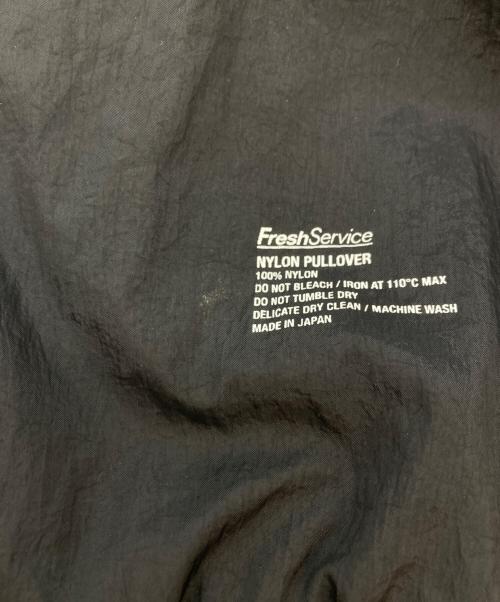 FreshService
NYLON PULLOVER
100% NYLON
DO NOT BLEACH / IRON AT 110°C MAX
DO NOT TUMBLE DRY
DELICATE DRY CLEAN / MACHINE WASH
MADE IN JAPAN